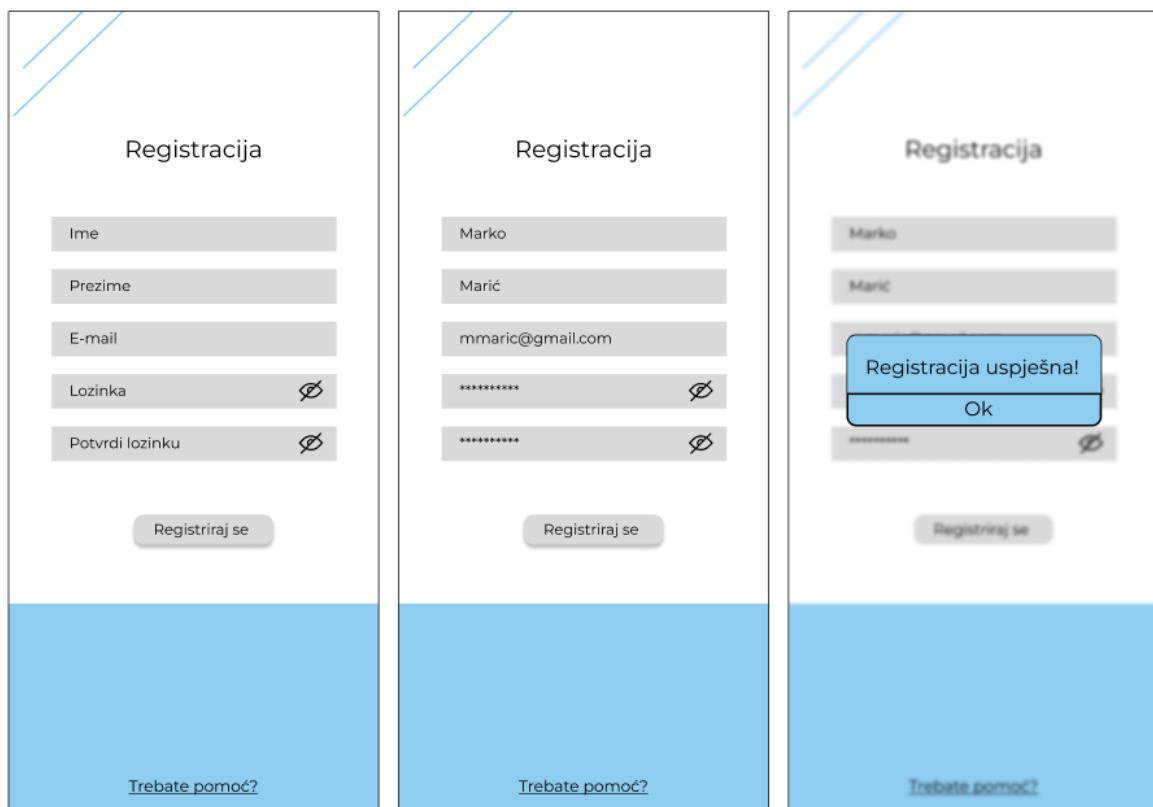 Registracija
Ime
Prezime
E-mail
Lozinka
Potvrdi lozinku
Registriraj se
Trebate pomoć?
Registracija
Marko
Marić
mmaric@gmail.com
**********
**********
Registriraj se
Trebate pomoć?
Registracija
Marko
Marić
Registracija uspješna!
Ok
**********
Registriraj se
Trebate pomoć?